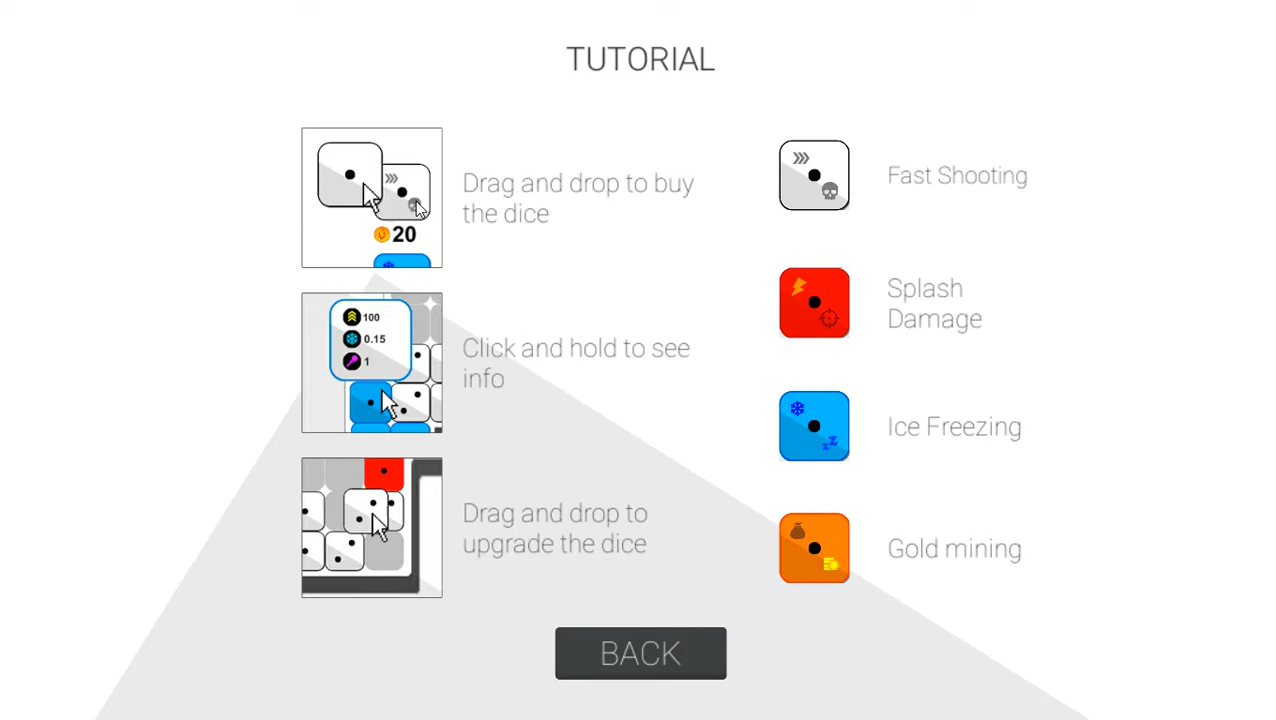 TUTORIAL
20
Drag and drop to buy
the dice
100
0.15
1
Click and hold to see
info
Drag and drop to
upgrade the dice
Fast Shooting
Splash
Damage
Ice Freezing
zZ
Gold mining
BACK